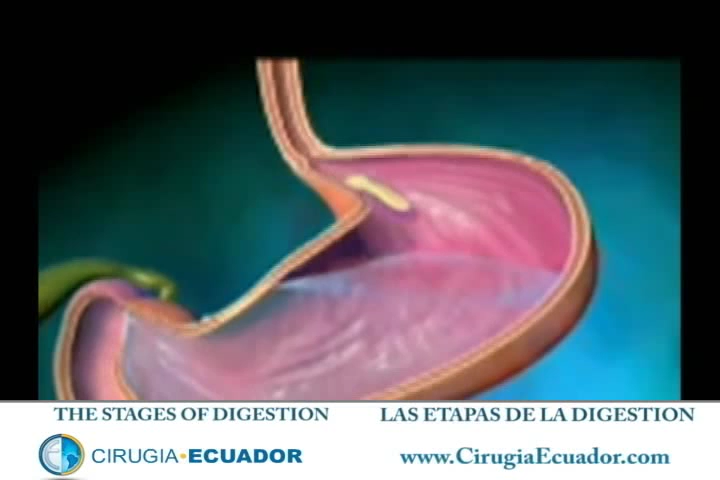 THE STAGES OF DIGESTION
LAS ETAPAS DE LA DIGESTION
CIRUGIA·ECUADOR
www.CirugiaEcuador.com